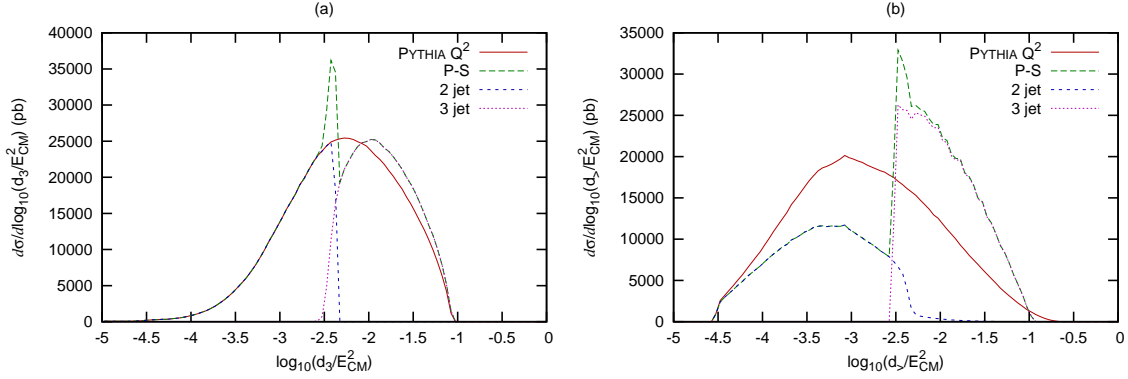 (a)
40000
35000
30000
25000
20000
15000
10000
5000
0
dσ/dlog₁₀(d₃/E²CM) (pb)
PYTHIA Q²
P-S
2 jet
3 jet
-5 -4.5 -4 -3.5 -3 -2.5 -2 -1.5 -1 -0.5 0
log₁₀(d₃/E²CM)
(b)
35000
30000
25000
20000
15000
10000
5000
0
dσ/dlog₁₀(d>/E²CM) (pb)
PYTHIA Q²
P-S
2 jet
3 jet
-5 -4.5 -4 -3.5 -3 -2.5 -2 -1.5 -1 -0.5 0
log₁₀(d>/E²CM)